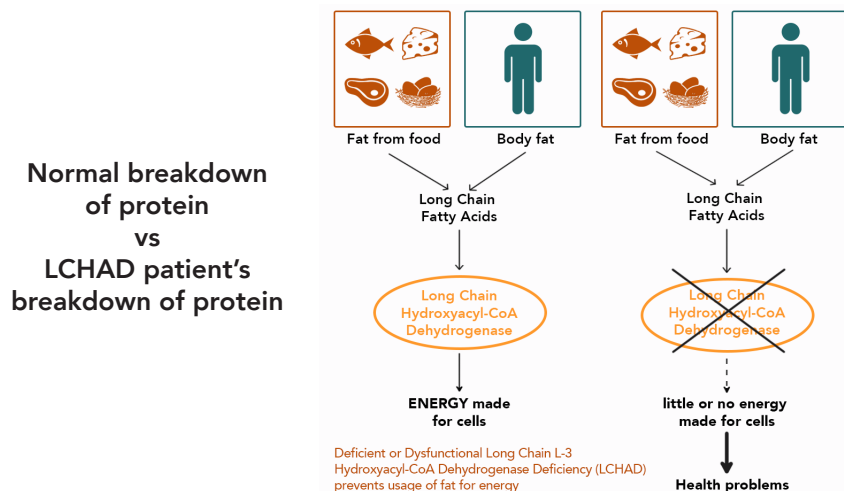 Normal breakdown
of protein
vs
LCHAD patient's
breakdown of protein
Fat from food
Body fat
Long Chain
Fatty Acids
Long Chain
Hydroxyacyl-CoA
Dehydrogenase
ENERGY made
for cells
Deficient or Dysfunctional Long Chain L-3
Hydroxyacyl-CoA Dehydrogenase Deficiency (LCHAD)
prevents usage of fat for energy
Fat from food
Body fat
Long Chain
Fatty Acids
Long Chain
Hydroxyacyl-CoA
Dehydrogenase
little or no energy
made for cells
Health problems